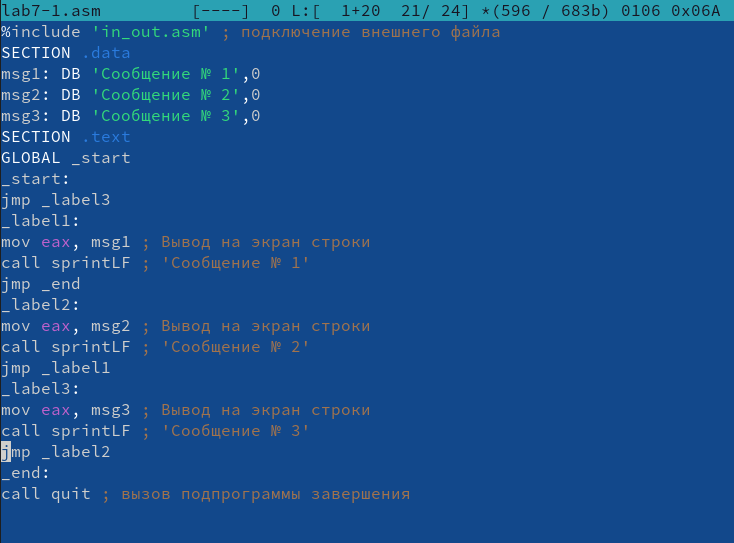 lab7-1.asm         [----]  0 L:[  1+20  21/ 24] *(596 / 683b) 0106 0x06A
%include 'in_out.asm' ; подключение внешнего файла
SECTION .data
msg1: DB 'Сообщение № 1',0
msg2: DB 'Сообщение № 2',0
msg3: DB 'Сообщение № 3',0
SECTION .text
GLOBAL _start
_start:
jmp _label3
_label1:
mov eax, msg1 ; Вывод на экран строки
call sprintLF ; 'Сообщение № 1'
jmp _end
_label2:
mov eax, msg2 ; Вывод на экран строки
call sprintLF ; 'Сообщение № 2'
jmp _label1
_label3:
mov eax, msg3 ; Вывод на экран строки
call sprintLF ; 'Сообщение № 3'
jmp _label2
_end:
call quit ; вызов подпрограммы завершения